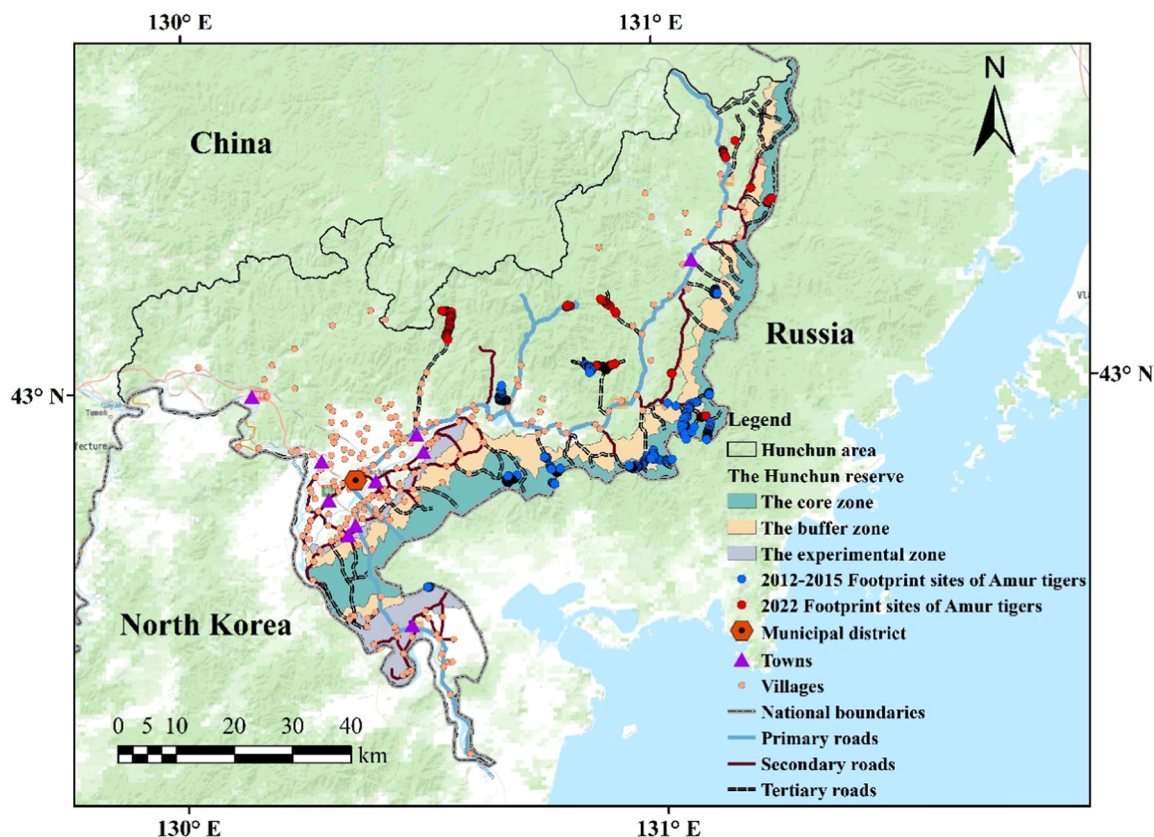 130° E 131° E
N
China
Russia
Vla
43° N 43° N
Legend
Hunchun area
The Hunchun reserve
The core zone
The buffer zone
The experimental zone
2012-2015 Footprint sites of Amur tigers
2022 Footprint sites of Amur tigers
Municipal district
Towns
Villages
National boundaries
Primary roads
Secondary roads
Tertiary roads
fecture
North Korea
0 5 10 20 30 40
km
130° E 131° E